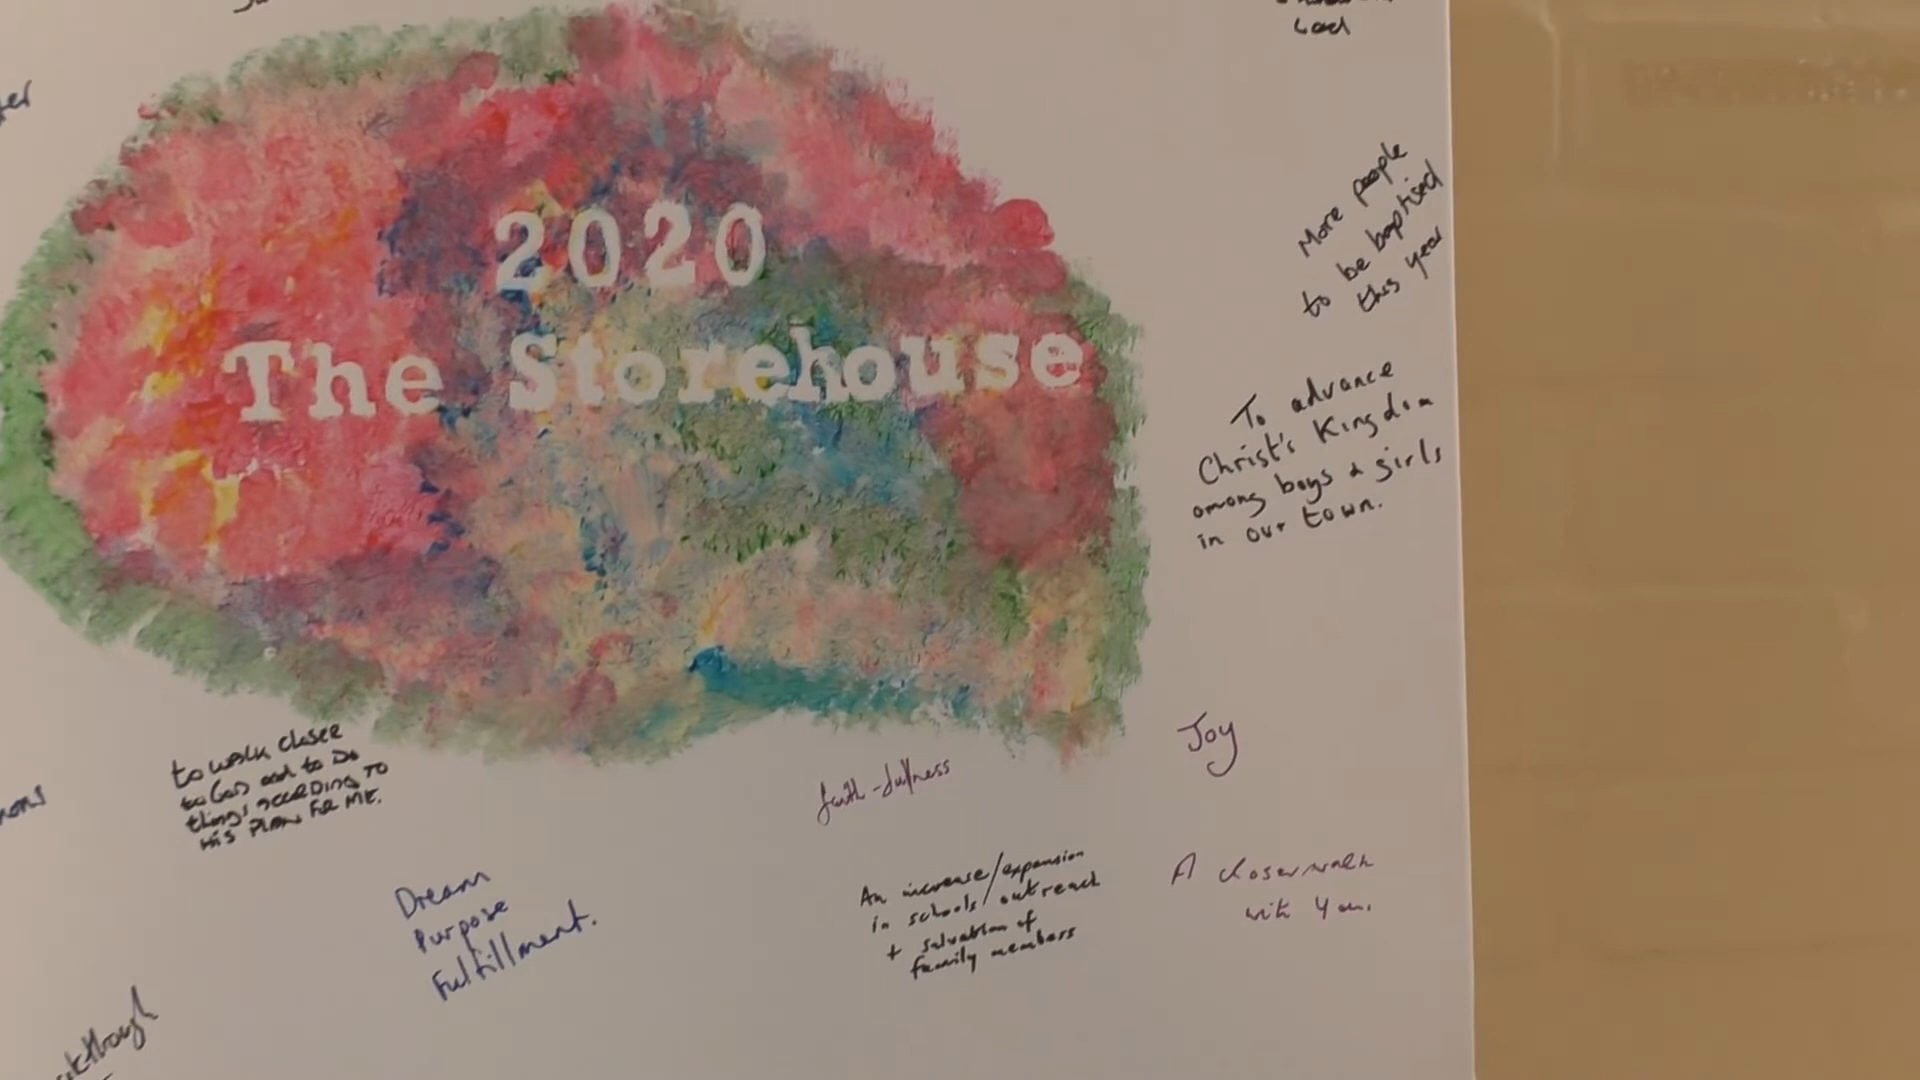 Lead
2020
The Storehouse
More people
to be baptised
this year
To advance
Christ's Kingdom
among boys & girls
in our town.
Joy
to walk closer
to God and to Do
things according TO
His PLAN FOR ME.
faith-fullness
An increase/expansion
in schools/outreach
+ salvation of
family members
A closer walk
with You.
Dream
Purpose
Fulfillment.